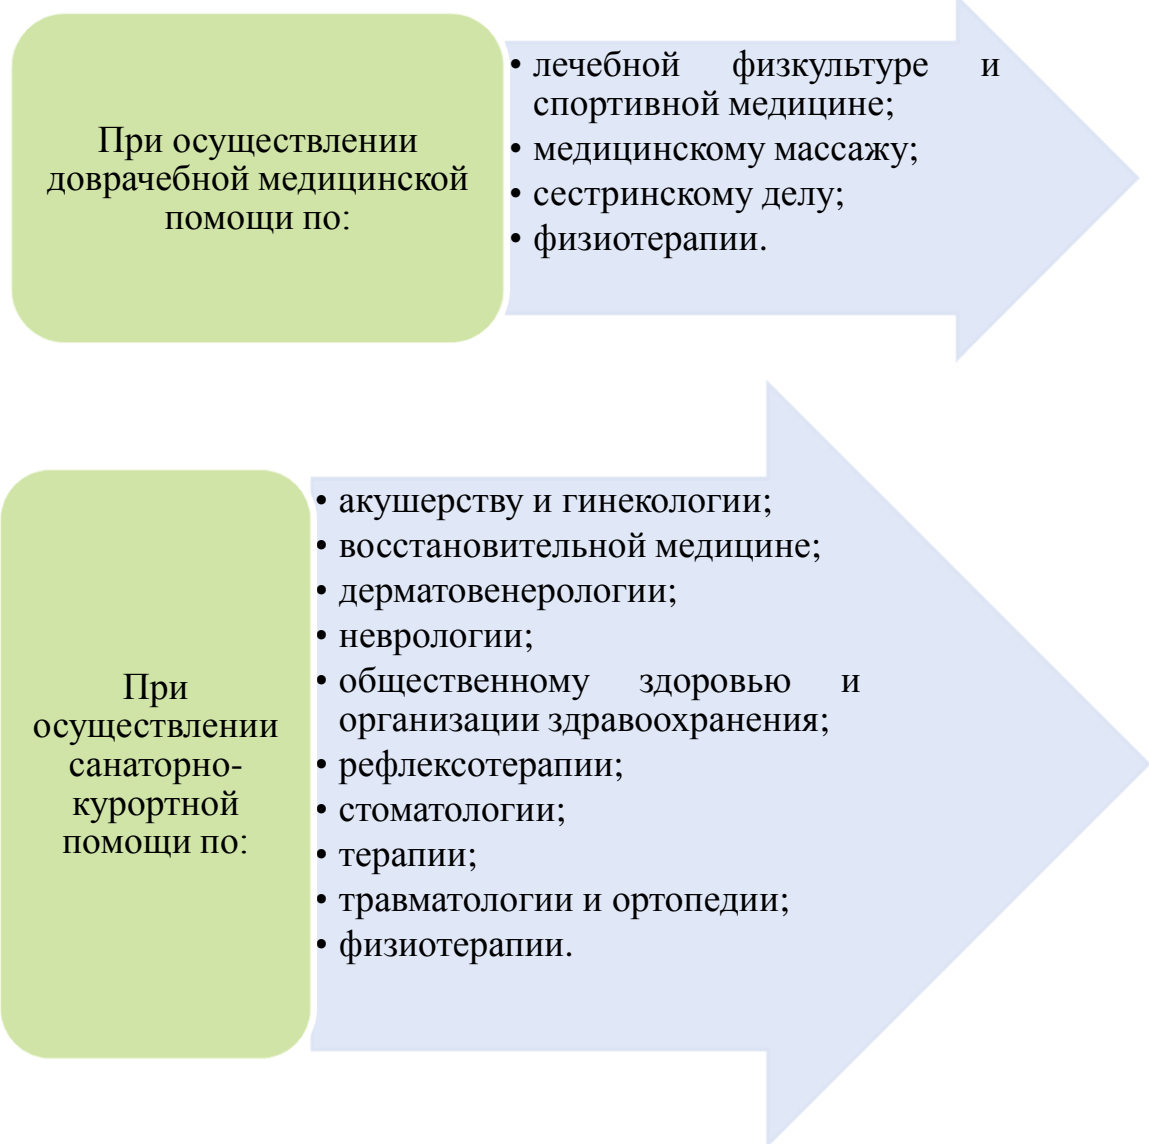 При осуществлении
доврачебной медицинской
помощи по:
• лечебной физкультуре и
спортивной медицине;
• медицинскому массажу;
• сестринскому делу;
• физиотерапии.
При
осуществлении
санаторно-
курортной
помощи по:
• акушерству и гинекологии;
• восстановительной медицине;
• дерматовенерологии;
• неврологии;
• общественному здоровью и
организации здравоохранения;
• рефлексотерапии;
• стоматологии;
• терапии;
• травматологии и ортопедии;
• физиотерапии.